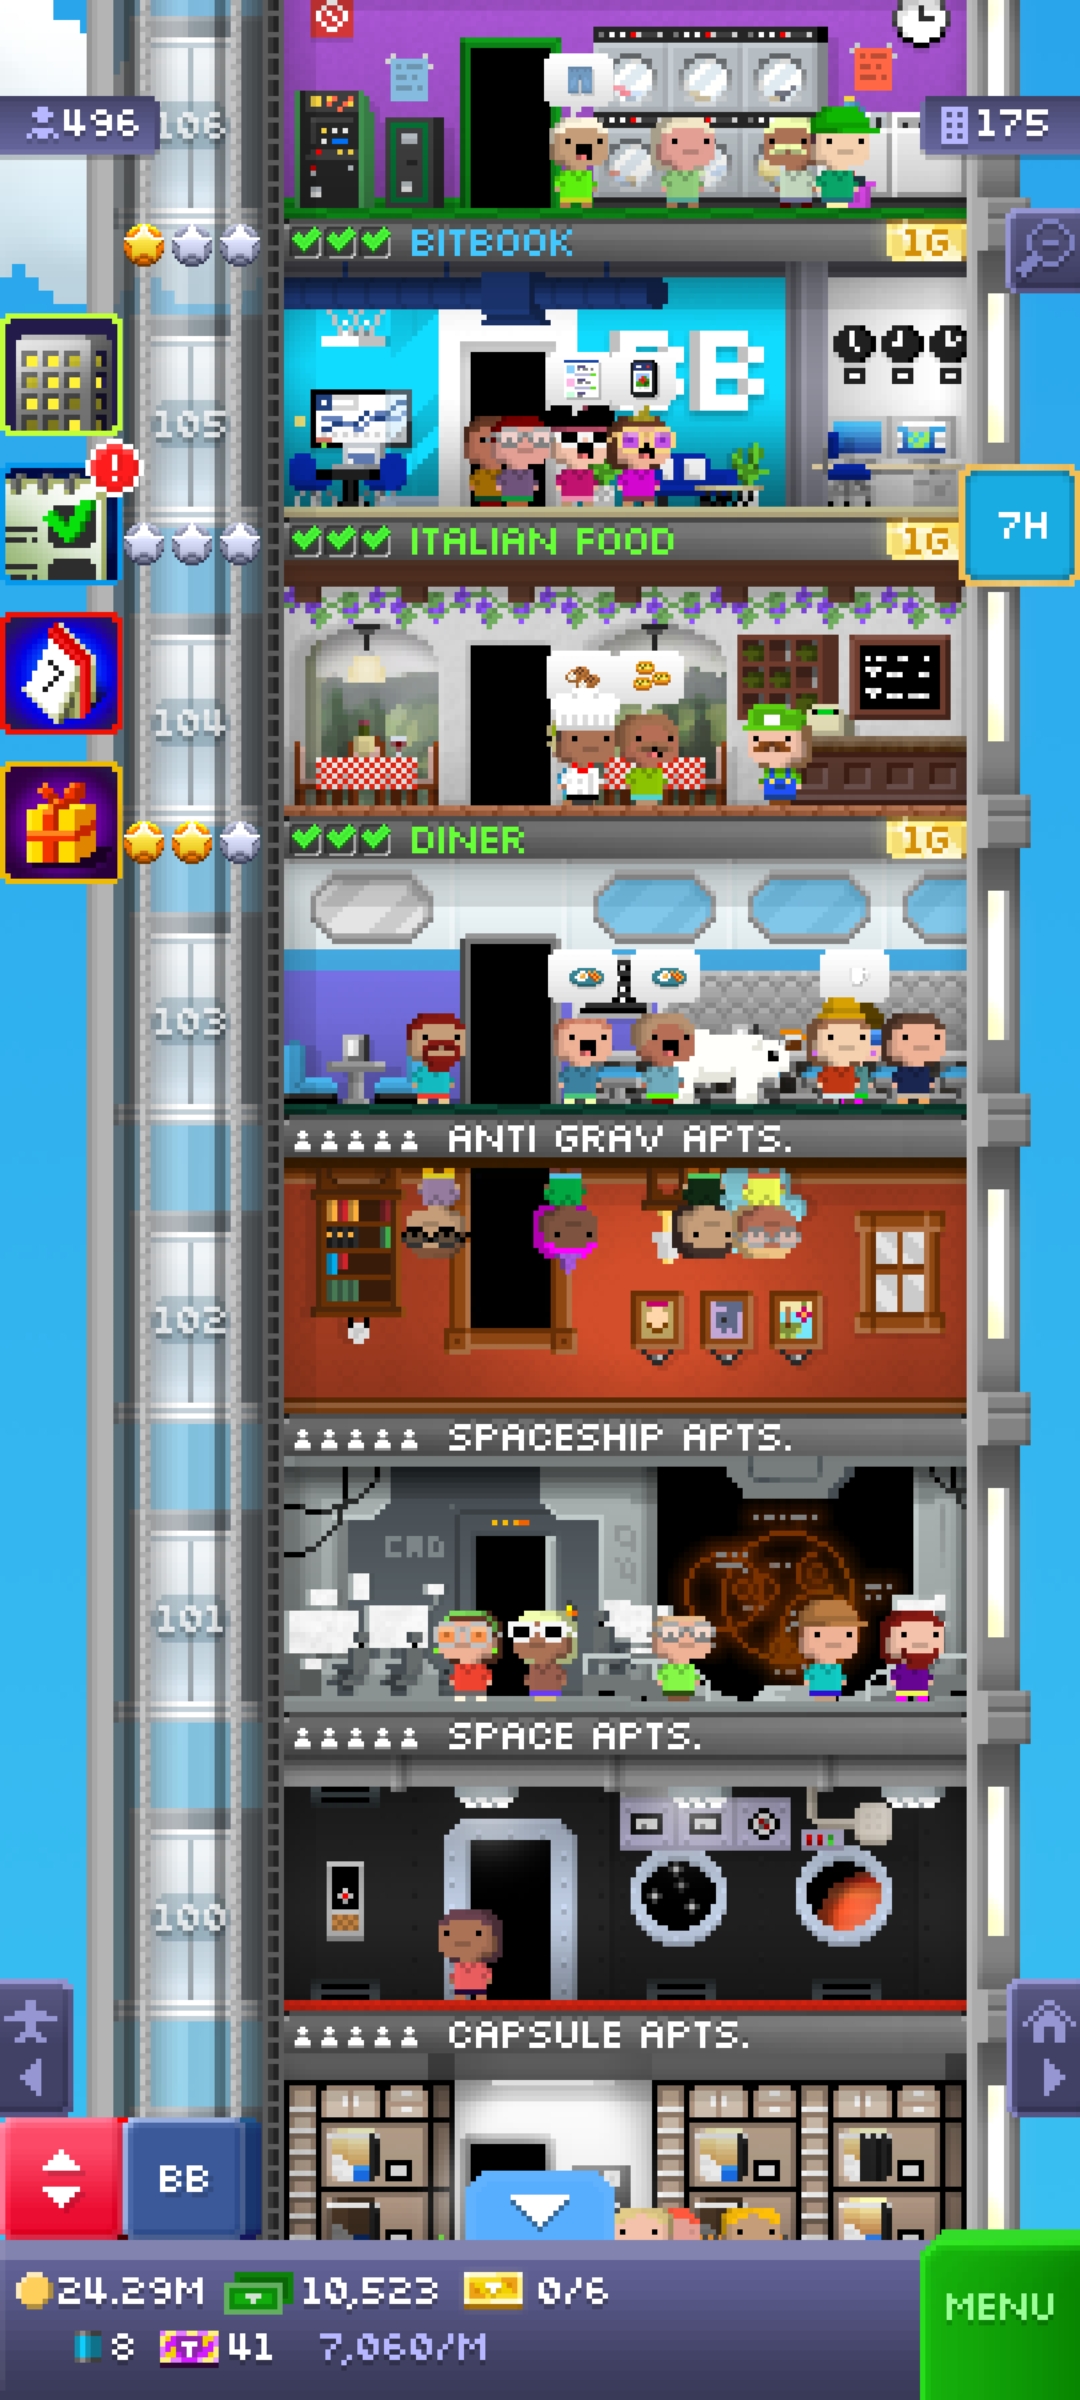 496
106
175
BITBOOK
1G
BB
105
7H
ITALIAN FOOD
1G
104
DINER
1G
103
ANTI GRAV APTS.
102
SPACESHIP APTS.
CAD
101
SPACE APTS.
100
CAPSULE APTS.
BB
24.29M
10,523
0/6
MENU
8
T
41
7,060/M